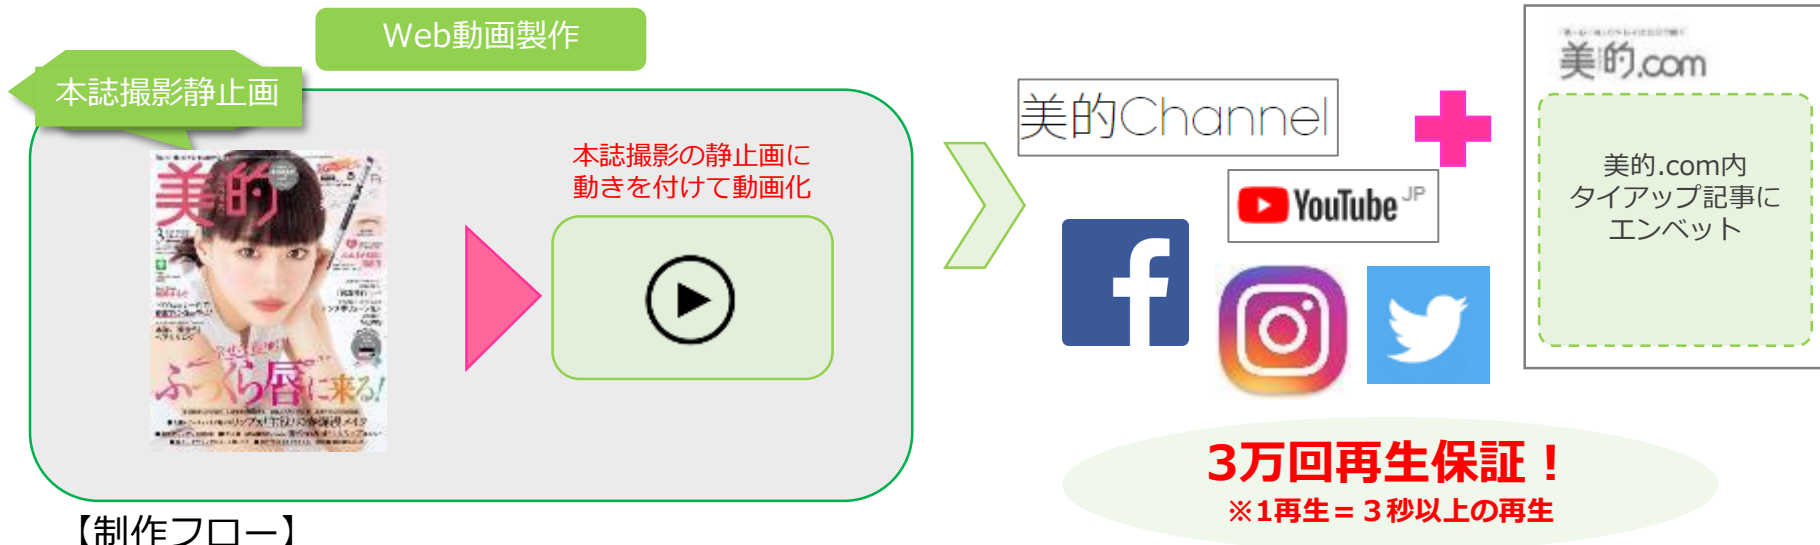 Web動画製作
本誌撮影静止画
本誌撮影の静止画に
動きを付けて動画化
美的
ふっくら唇に来る!
美的Channel
YouTube JP
美的.com
美的.com内
タイアップ記事に
エンベット
3万回再生保証！
※1再生=３秒以上の再生
【制作フロー】